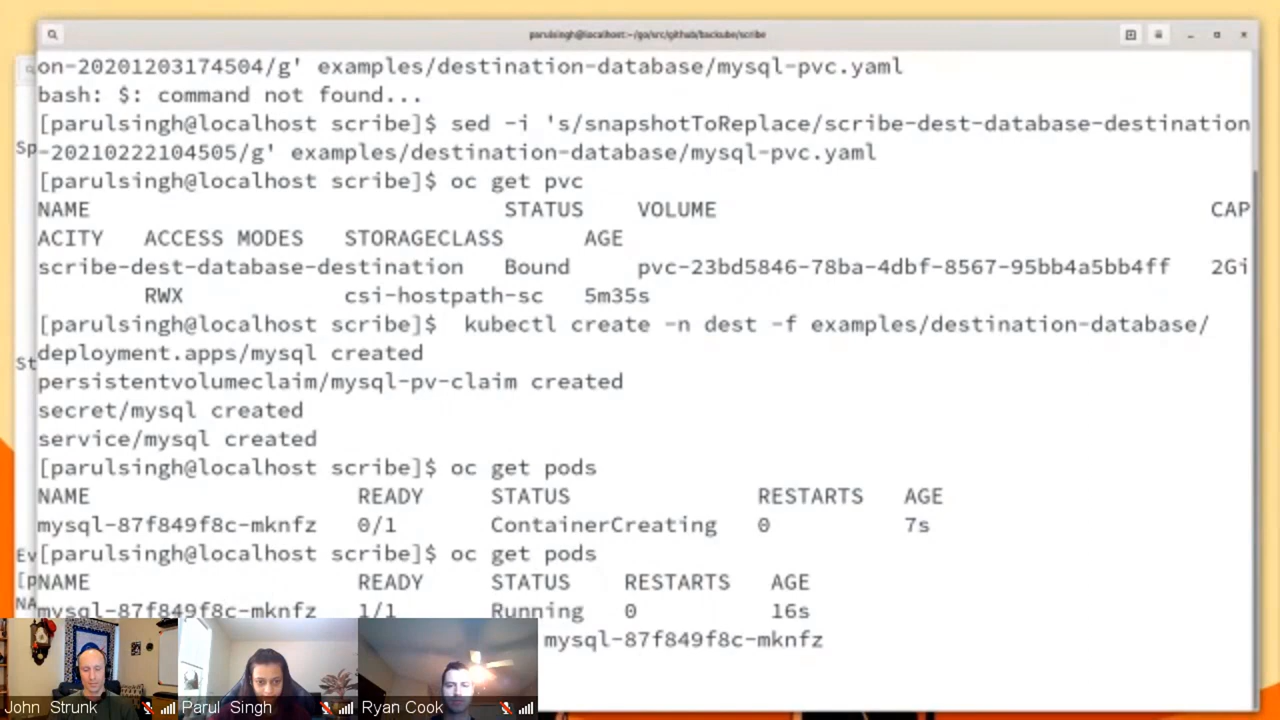 parulsingh@localhost:~/go/src/github/backube/scribe
on-20201203174504/g' examples/destination-database/mysql-pvc.yaml
bash: $: command not found...
[parulsingh@localhost scribe]$ sed -i 's/snapshotToReplace/scribe-dest-database-destination
-20210222104505/g' examples/destination-database/mysql-pvc.yaml
[parulsingh@localhost scribe]$ oc get pvc
NAME STATUS VOLUME CAP
ACITY ACCESS MODES STORAGECLASS AGE
scribe-dest-database-destination Bound pvc-23bd5846-78ba-4dbf-8567-95bb4a5bb4ff 2Gi
RWX csi-hostpath-sc 5m35s
[parulsingh@localhost scribe]$ kubectl create -n dest -f examples/destination-database/
deployment.apps/mysql created
persistentvolumeclaim/mysql-pv-claim created
secret/mysql created
service/mysql created
[parulsingh@localhost scribe]$ oc get pods
NAME READY STATUS RESTARTS AGE
mysql-87f849f8c-mknfz 0/1 ContainerCreating 0 7s
[parulsingh@localhost scribe]$ oc get pods
NAME READY STATUS RESTARTS AGE
mysql-87f849f8c-mknfz 1/1 Running 0 16s
mysql-87f849f8c-mknfz
Sp
St
Ev
[p
NA
John Strunk
Parul Singh
Ryan Cook